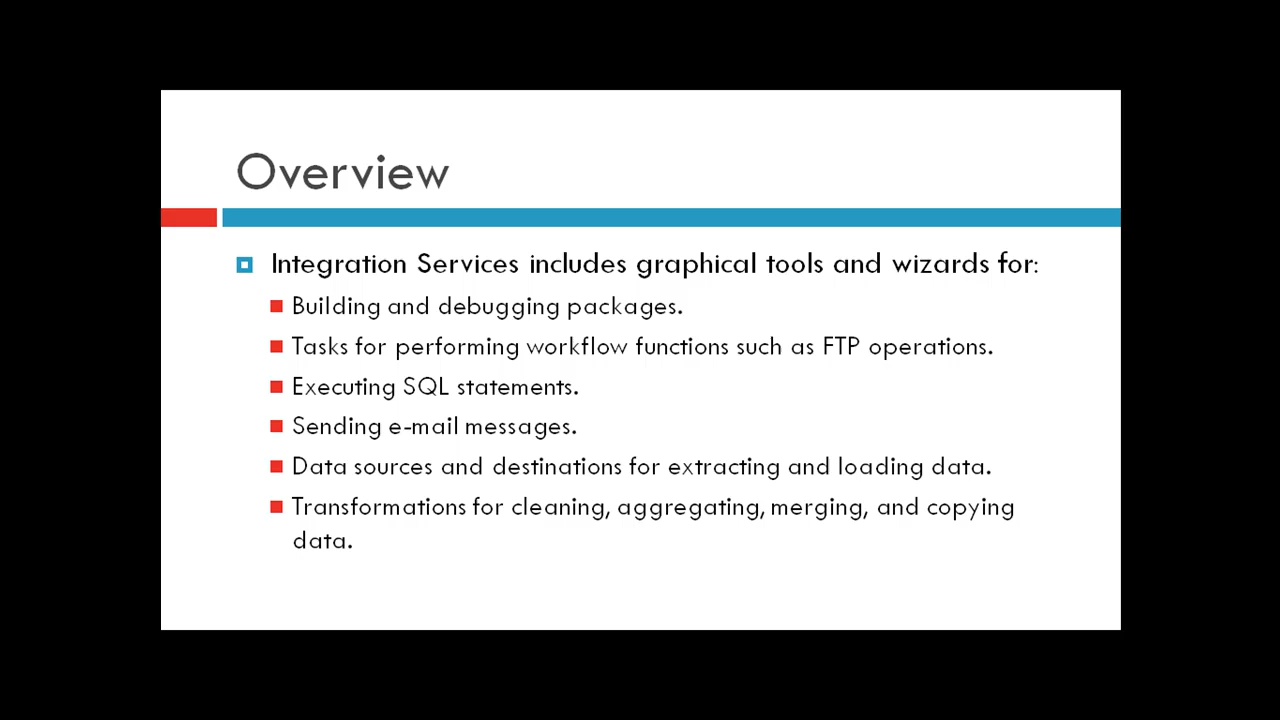 Overview
Integration Services includes graphical tools and wizards for:
Building and debugging packages.
Tasks for performing workflow functions such as FTP operations.
Executing SQL statements.
Sending e-mail messages.
Data sources and destinations for extracting and loading data.
Transformations for cleaning, aggregating, merging, and copying
data.